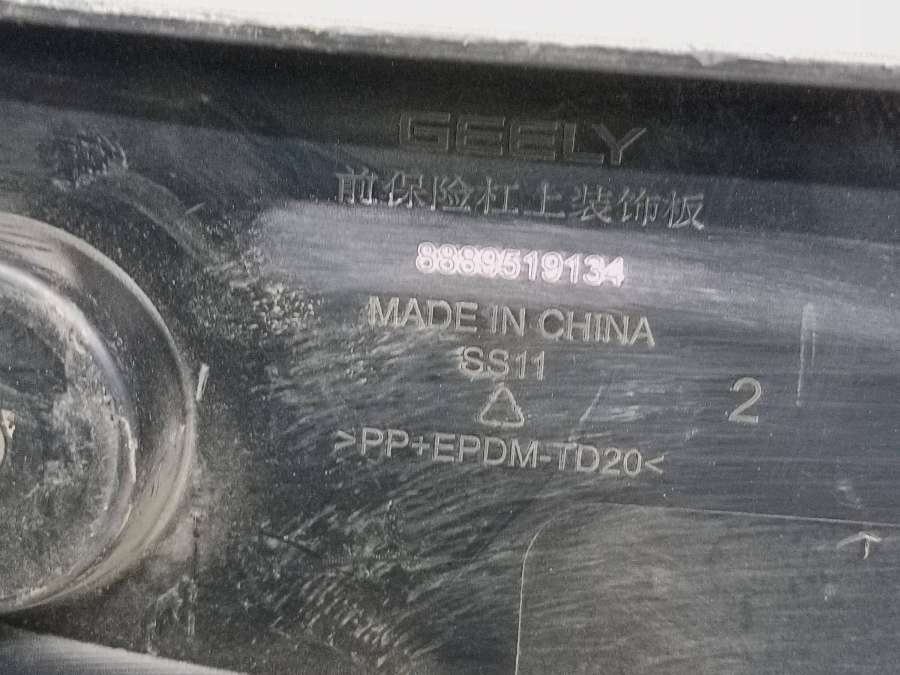 GEELY
前保险杠上装饰板
8889519134
MADE IN CHINA
SS11
2
>PP+EPDM-TD20<